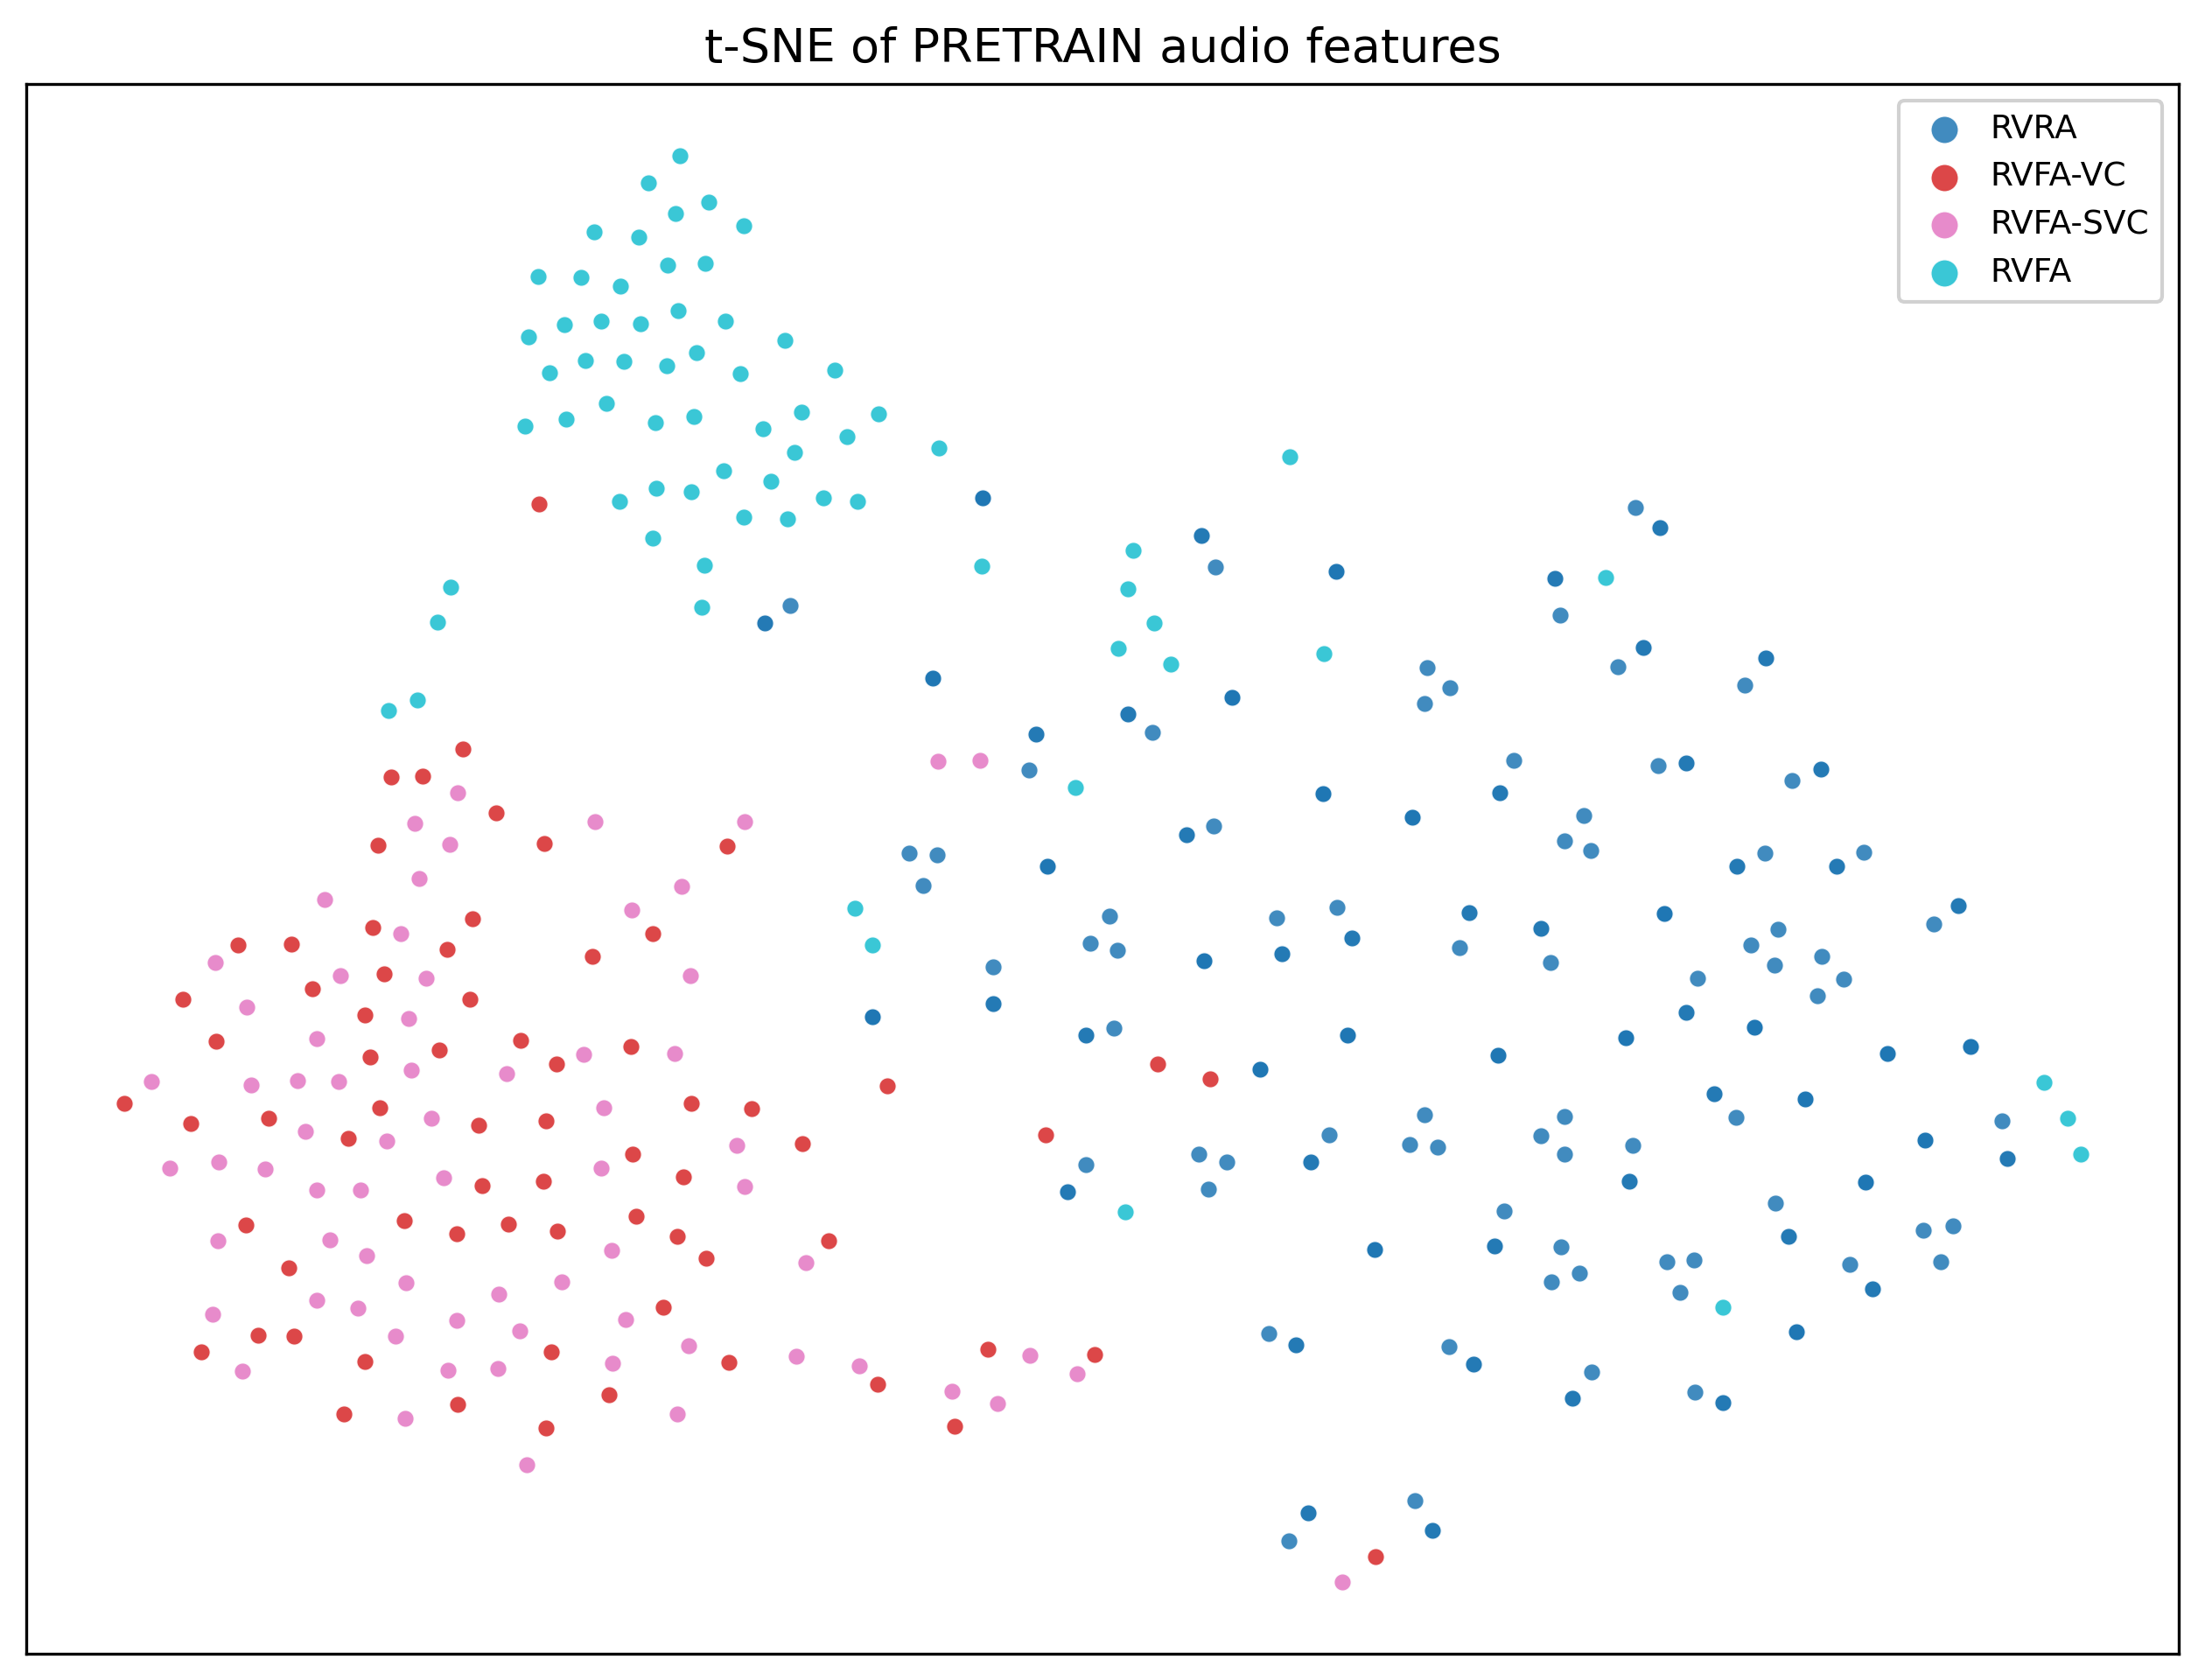 t-SNE of PRETRAIN audio features
RVRA
RVFA-VC
RVFA-SVC
RVFA